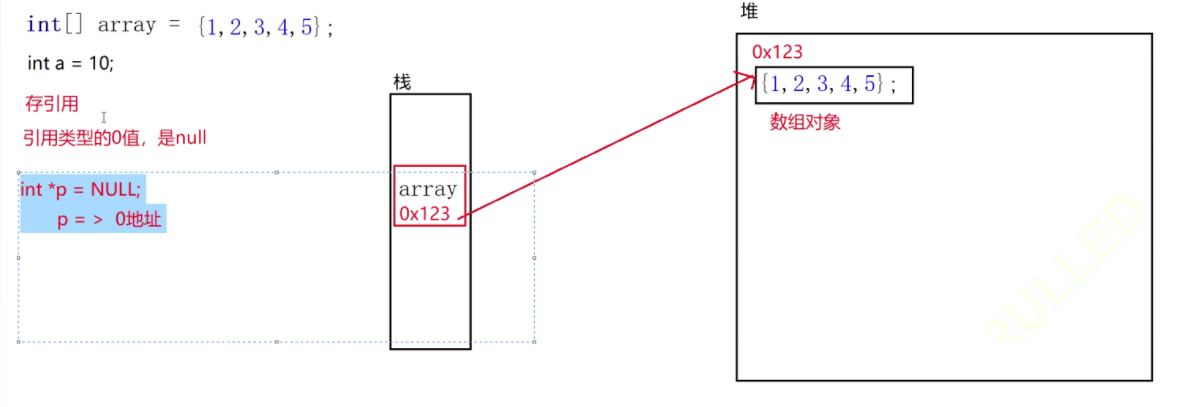 int[] array = {1,2,3,4,5};
int a = 10;
存引用
引用类型的0值，是null
int *p = NULL;
p = > 0地址
栈
array
0x123
堆
0x123
{1,2,3,4,5};
数组对象
RULLED